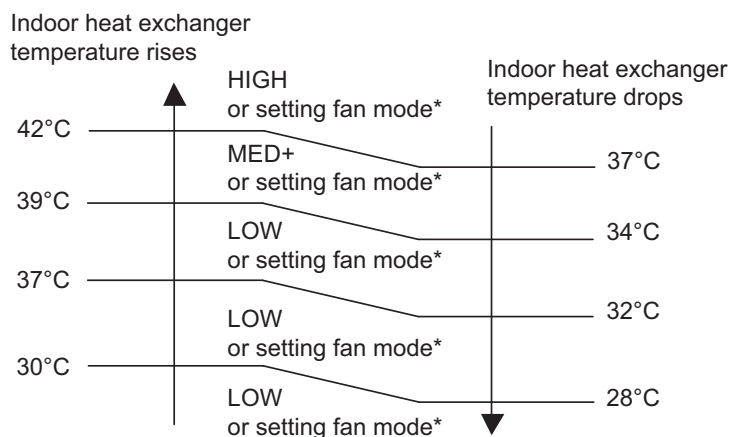 Indoor heat exchanger
temperature rises
Indoor heat exchanger
temperature drops
HIGH
or setting fan mode*
42°C
37°C
MED+
or setting fan mode*
39°C
34°C
LOW
or setting fan mode*
37°C
32°C
LOW
or setting fan mode*
30°C
28°C
LOW
or setting fan mode*